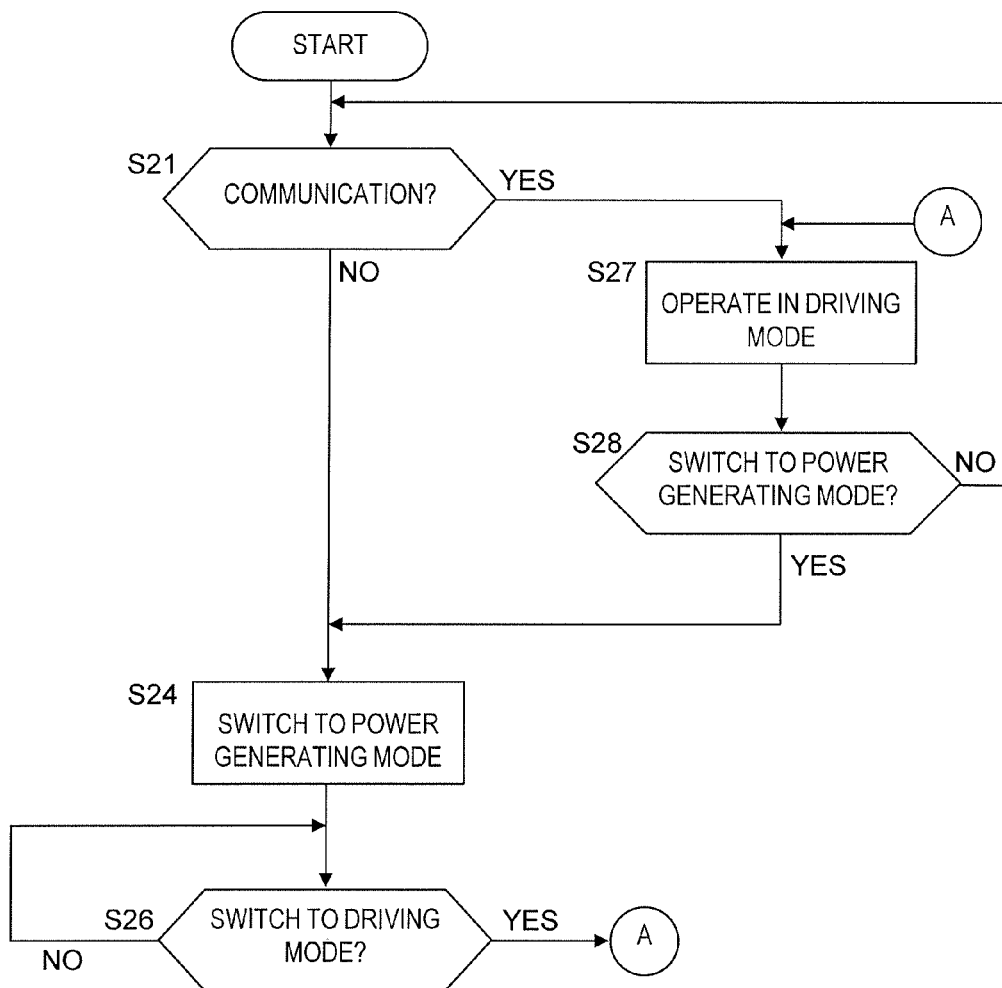 START
S21
COMMUNICATION?
YES
A
NO
S27
OPERATE IN DRIVING
MODE
S28
SWITCH TO POWER
GENERATING MODE?
NO
YES
S24
SWITCH TO POWER
GENERATING MODE
S26
SWITCH TO DRIVING
MODE?
YES
A
NO